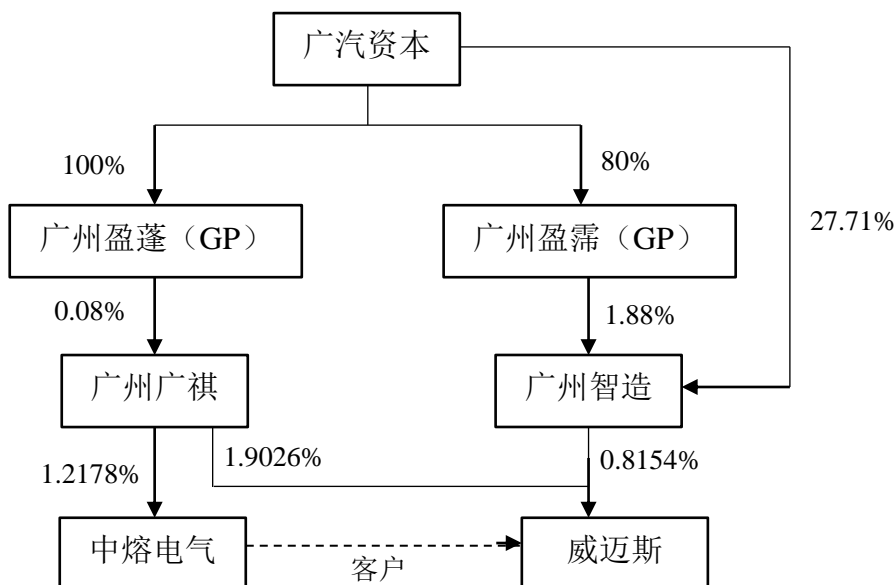 广汽资本
100%
80%
27.71%
广州盈蓬（GP）
广州盈霈（GP）
0.08%
1.88%
广州广祺
广州智造
1.2178%
1.9026%
0.8154%
中熔电气
客户
威迈斯